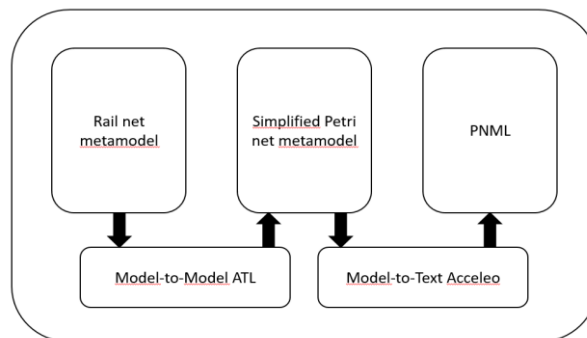 Rail net
metamodel
Simplified Petri
net metamodel
PNML
Model-to-Model ATL
Model-to-Text Acceleo